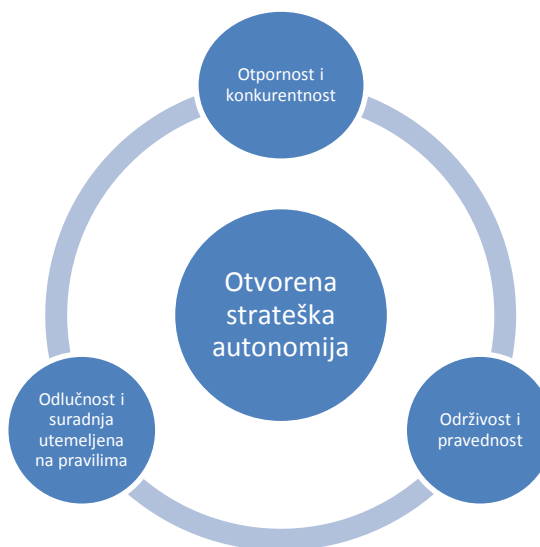 Otpornost i
konkurentnost
Otvorena
strateška
autonomija
Odlučnost i
suradnja
utemeljena
na pravilima
Održivost i
pravednost